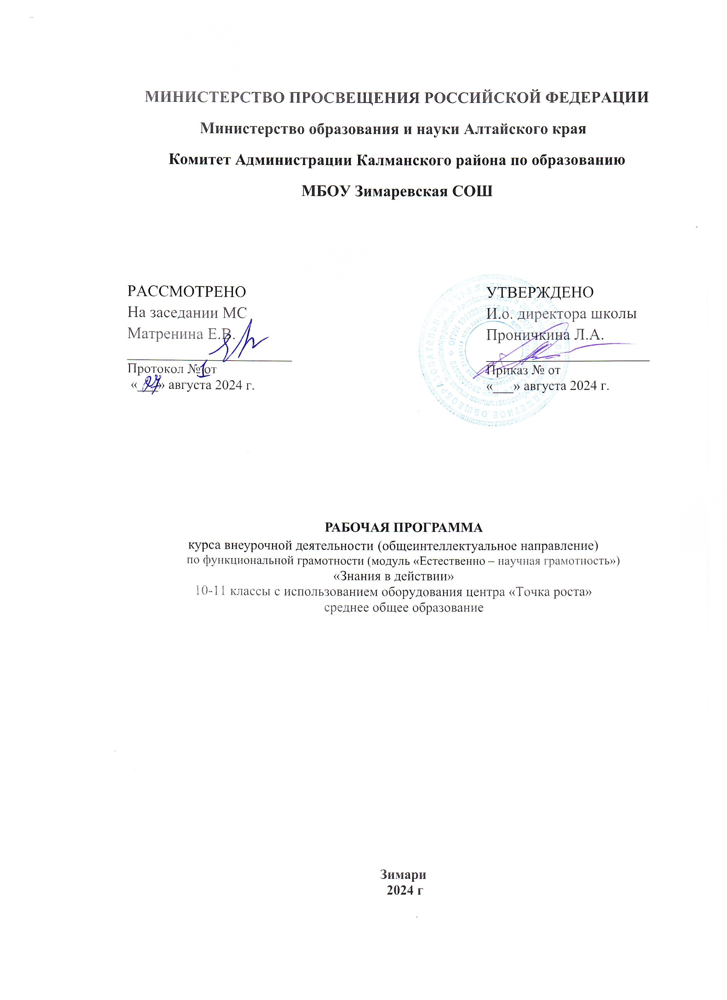 МИНИСТЕРСТВО ПРОСВЕЩЕНИЯ РОССИЙСКОЙ ФЕДЕРАЦИИ
Министерство образования и науки Алтайского края
Комитет Администрации Калманского района по образованию
МБОУ Зимаревская СОШ
РАССМОТРЕНО
На заседании МС
Матренина Е.В.
Протокол №1 от
«27» августа 2024 г.
УТВЕРЖДЕНО
И.о. директора школы
Проничкина Л.А.
Приказ № от
«___» августа 2024 г.
РАБОЧАЯ ПРОГРАММА
курса внеурочной деятельности (общеинтеллектуальное направление)
по функциональной грамотности (модуль «Естественно – научная грамотность»)
«Знания в действии»
10-11 классы с использованием оборудования центра «Точка роста»
среднее общее образование
Зимари
2024 г